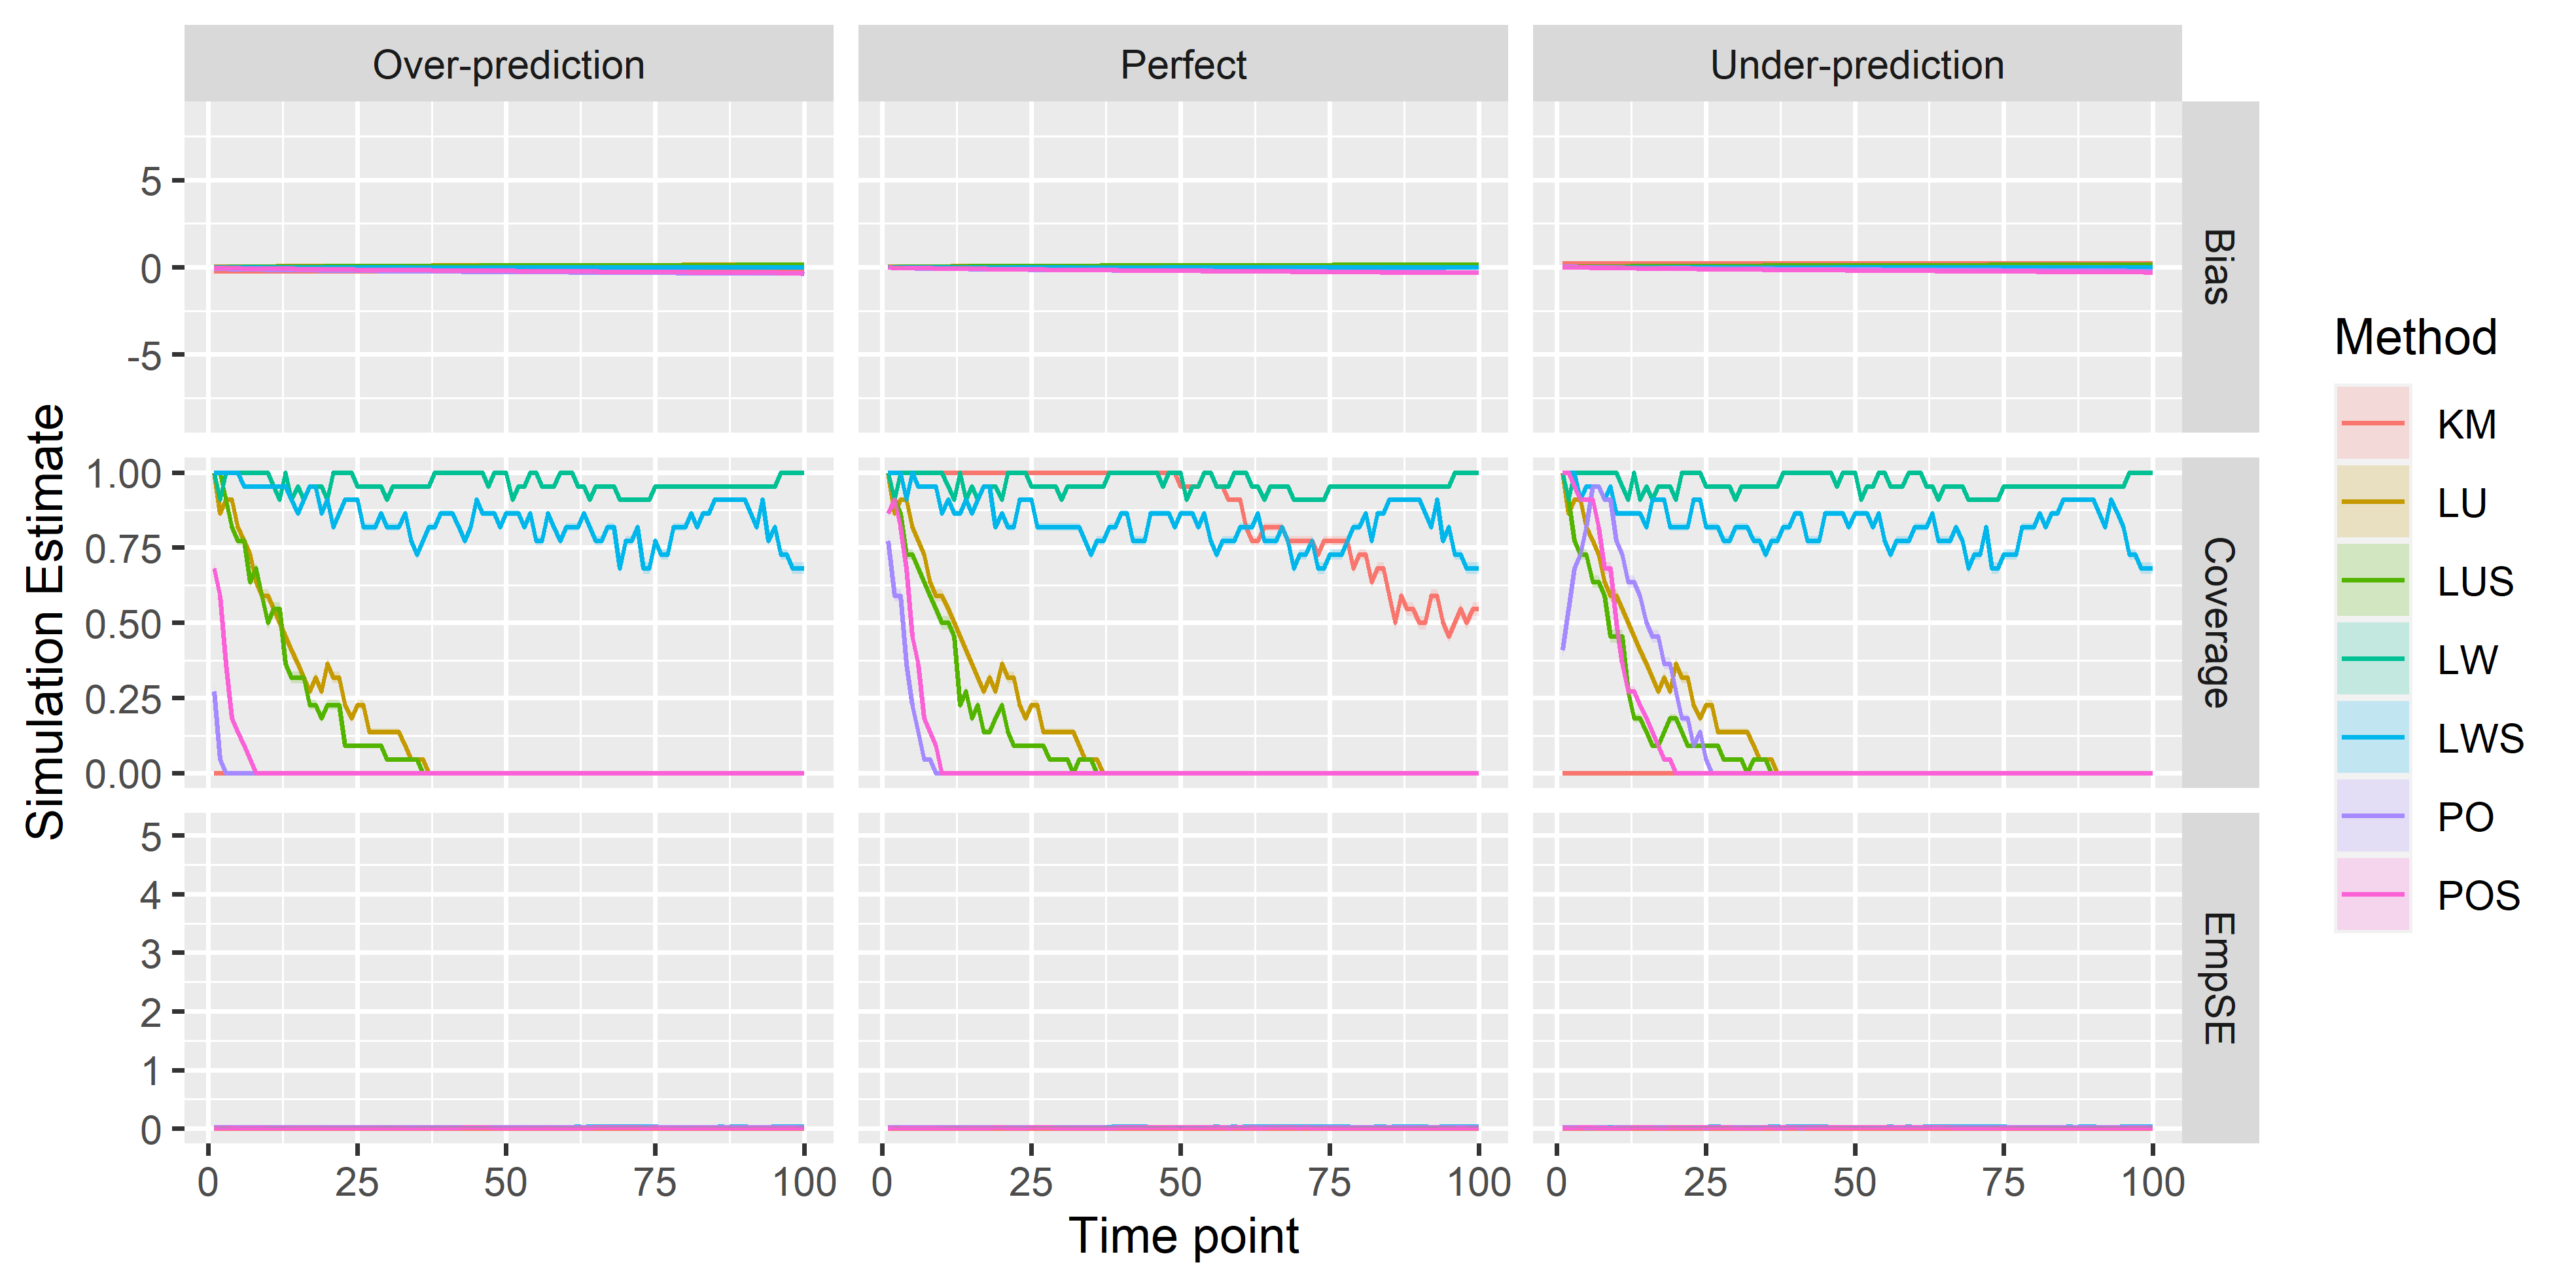 Over-prediction
Perfect
Under-prediction
Simulation Estimate
5
0
-5
Bias
1.00
0.75
0.50
0.25
0.00
Coverage
5
4
3
2
1
0
EmpSE
0 25 50 75 100
0 25 50 75 100
0 25 50 75 100
Time point
Method
KM
LU
LUS
LW
LWS
PO
POS